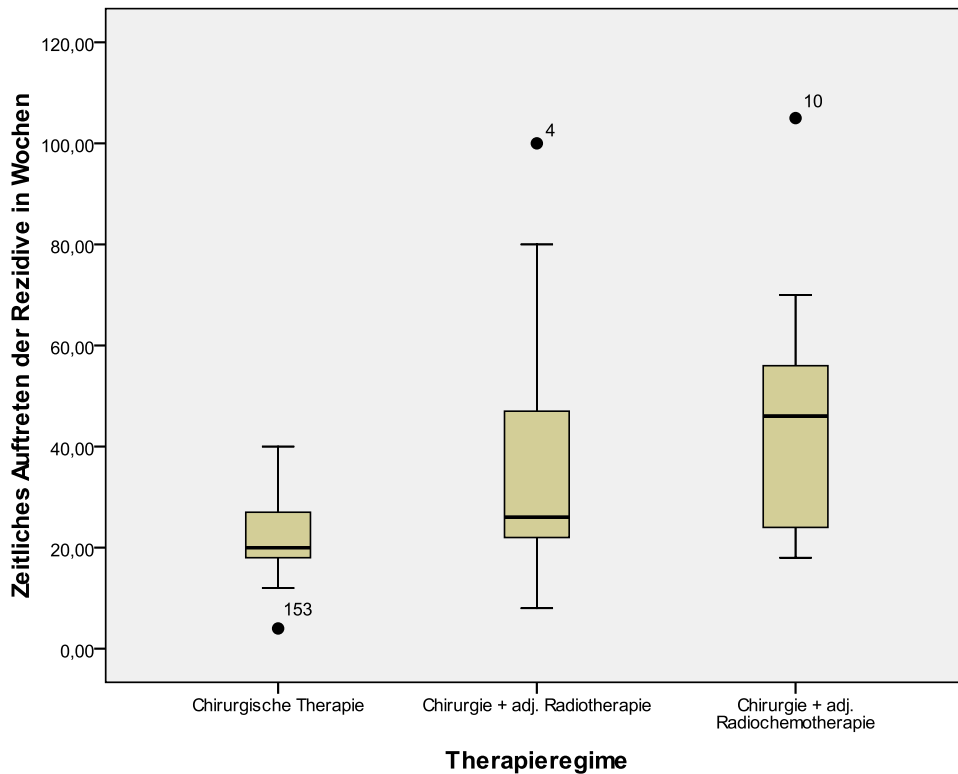 Zeitliches Auftreten der Rezidive in Wochen
120,00
100,00
80,00
60,00
40,00
20,00
0,00
153
4
10
Chirurgische Therapie
Chirurgie + adj. Radiotherapie
Chirurgie + adj.
Radiochemotherapie
Therapieregime